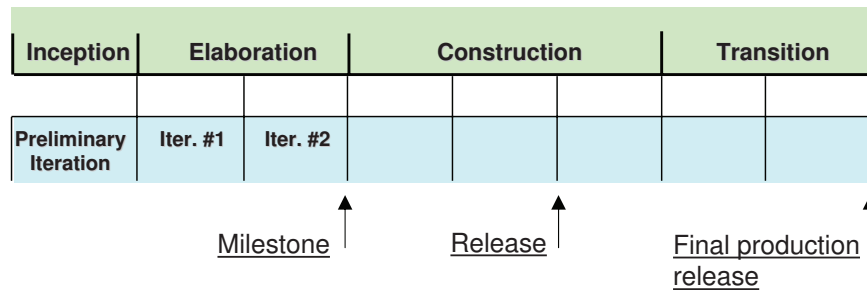 Inception Elaboration Construction Transition
Preliminary Iteration
Iter. #1 Iter. #2
Milestone Release Final production
release